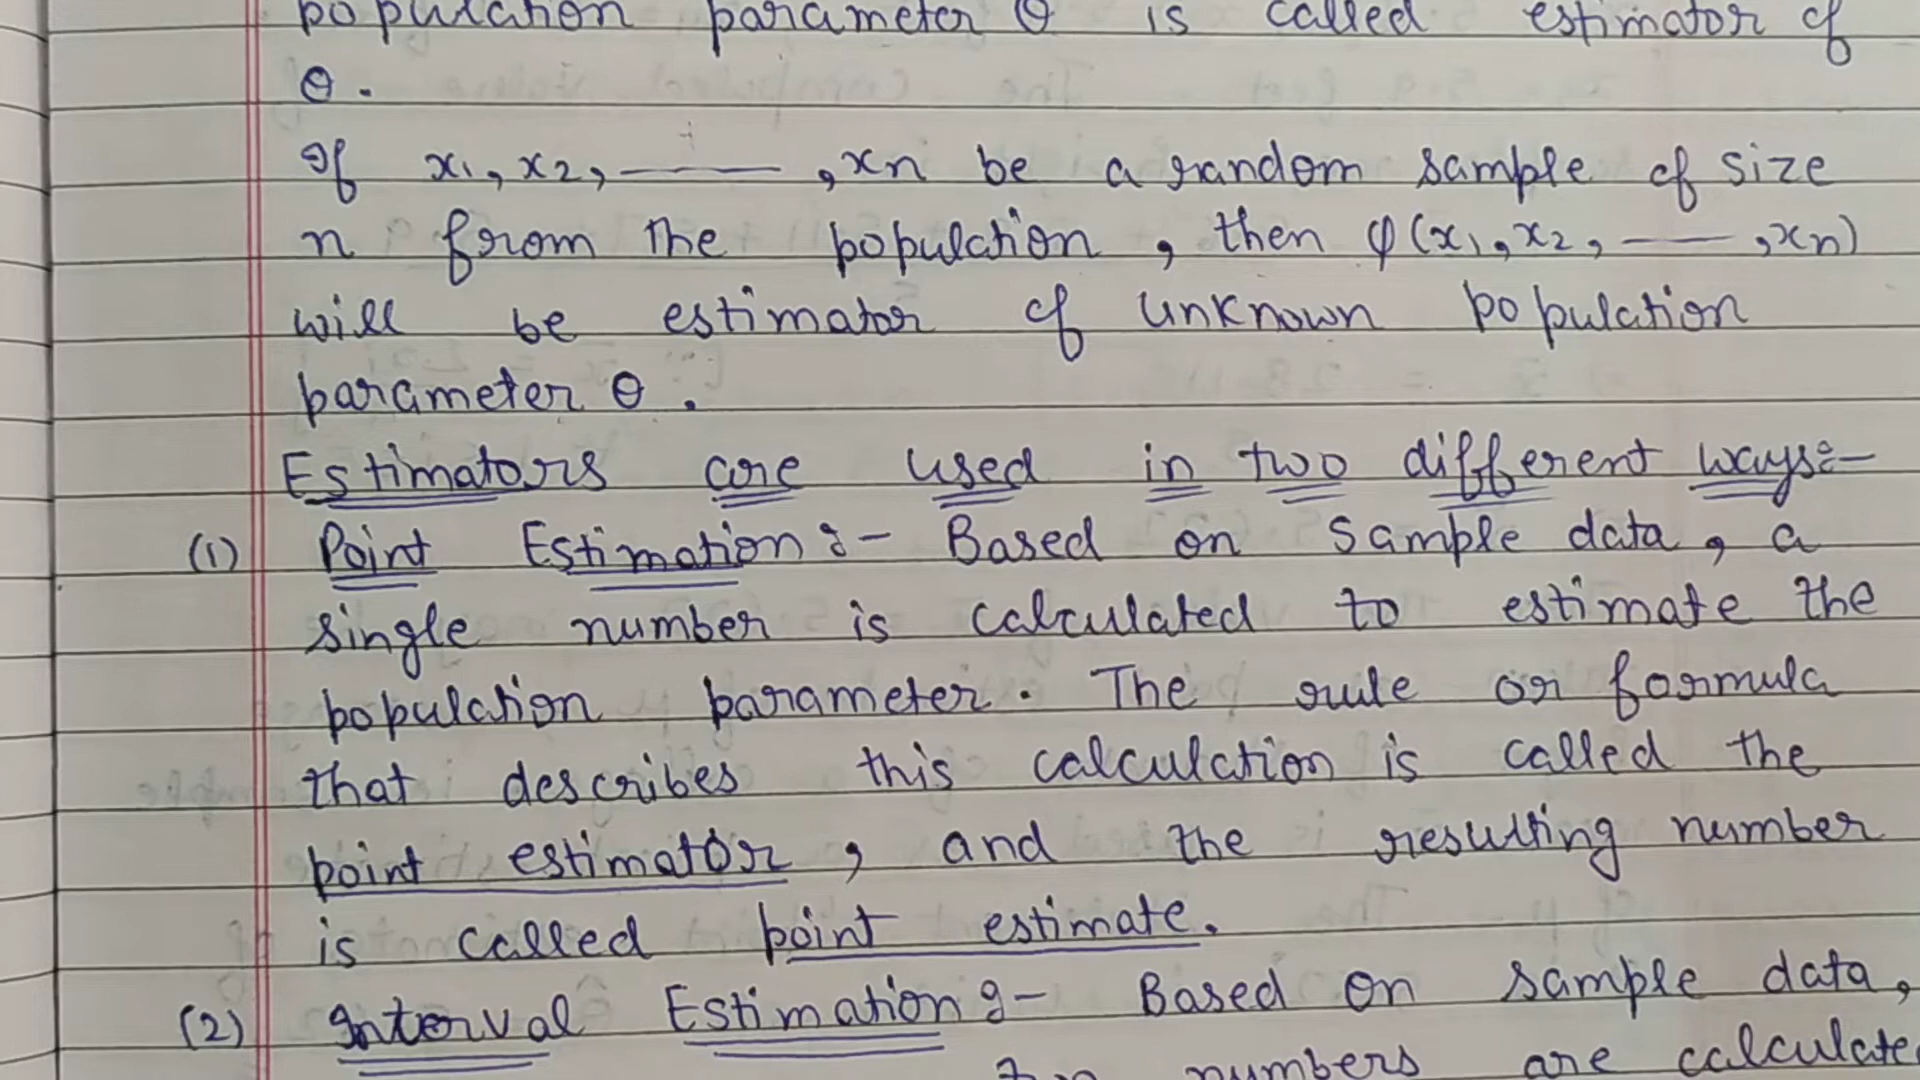 population parameter θ is called estimator of
θ.
If x1, x2, ——— , xn be a random sample of size
n from the population , then φ(x1, x2, —— , xn)
will be estimator of unknown population
parameter θ .
Estimators are used in two different ways:-
(1) Point Estimation:- Based on sample data, a
single number is calculated to estimate the
population parameter. The rule or formula
that describes this calculation is called the
point estimator , and the resulting number
is called point estimate.
(2) Interval Estimation:- Based on sample data,
numbers are calculate